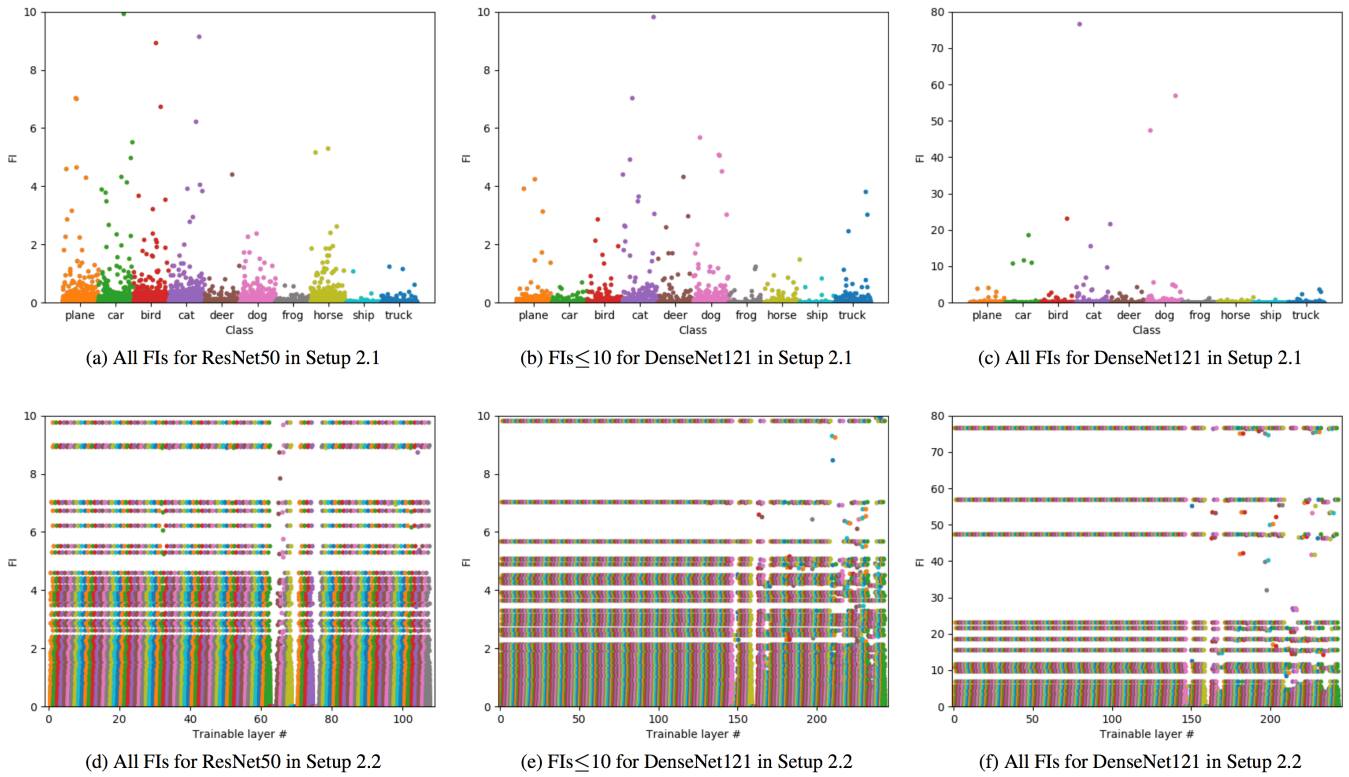 10
8
6
4
2
0
FI
plane car bird cat deer dog frog horse ship truck
Class
(a) All FIs for ResNet50 in Setup 2.1
10
8
6
4
2
0
FI
plane car bird cat deer dog frog horse ship truck
Class
(b) FIs≤10 for DenseNet121 in Setup 2.1
80
70
60
50
40
30
20
10
0
FI
plane car bird cat deer dog frog horse ship truck
Class
(c) All FIs for DenseNet121 in Setup 2.1
10
8
6
4
2
0
FI
0 20 40 60 80 100
Trainable layer #
(d) All FIs for ResNet50 in Setup 2.2
10
8
6
4
2
0
FI
0 50 100 150 200
Trainable layer #
(e) FIs≤10 for DenseNet121 in Setup 2.2
80
70
60
50
40
30
20
10
0
FI
0 50 100 150 200
Trainable layer #
(f) All FIs for DenseNet121 in Setup 2.2